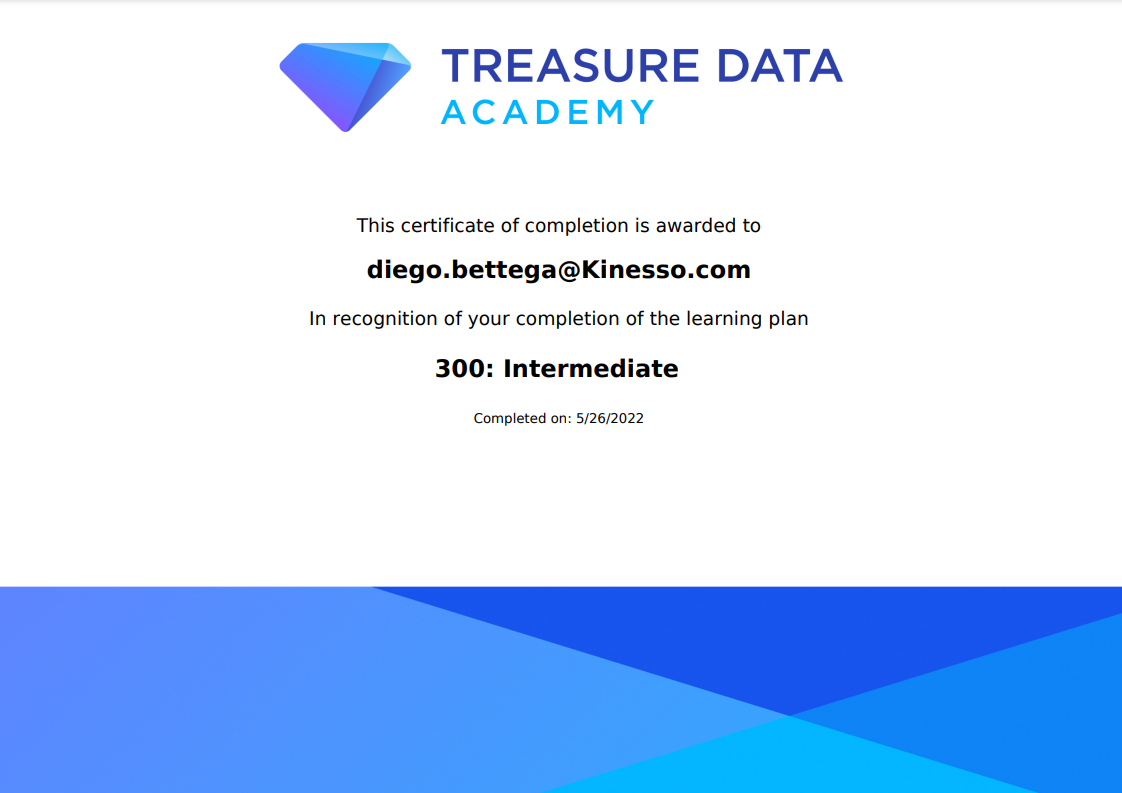 TREASURE DATA
ACADEMY
This certificate of completion is awarded to
diego.bettega@Kinesso.com
In recognition of your completion of the learning plan
300: Intermediate
Completed on: 5/26/2022